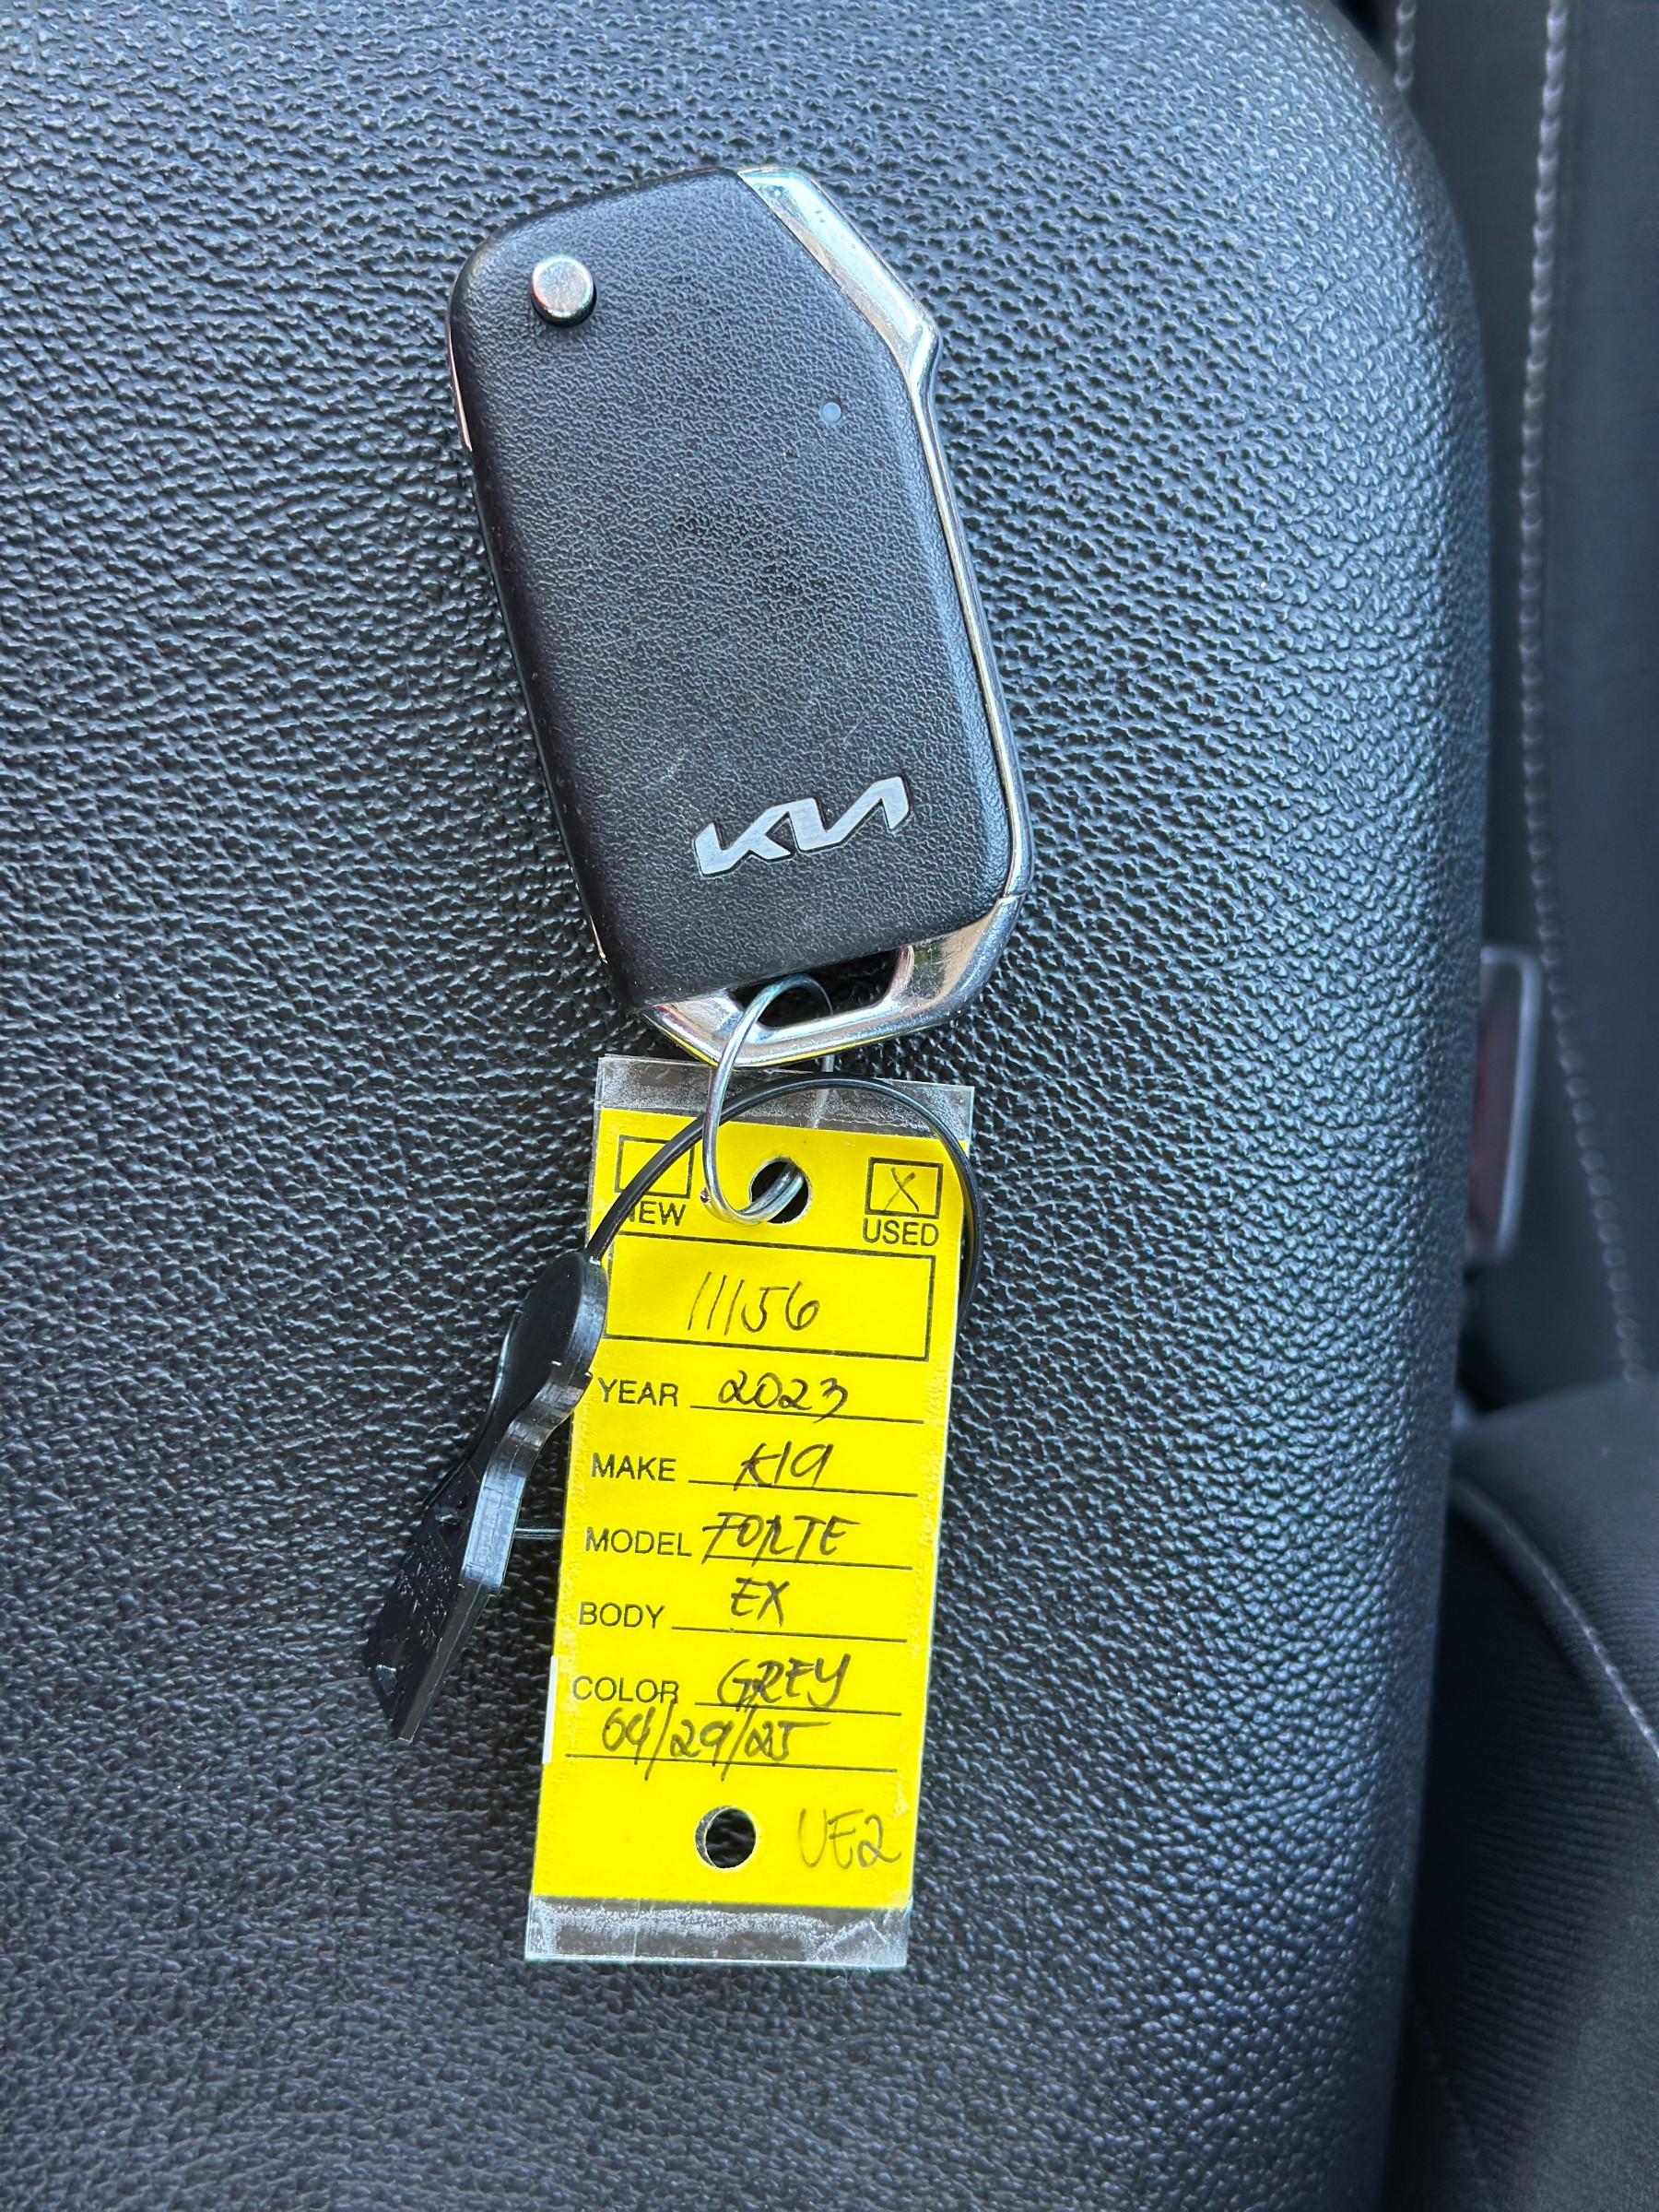 KIA
NEW X USED
11156
YEAR 2023
MAKE KIA
MODEL FORTE
BODY EX
COLOR GREY
04/29/25
UE2